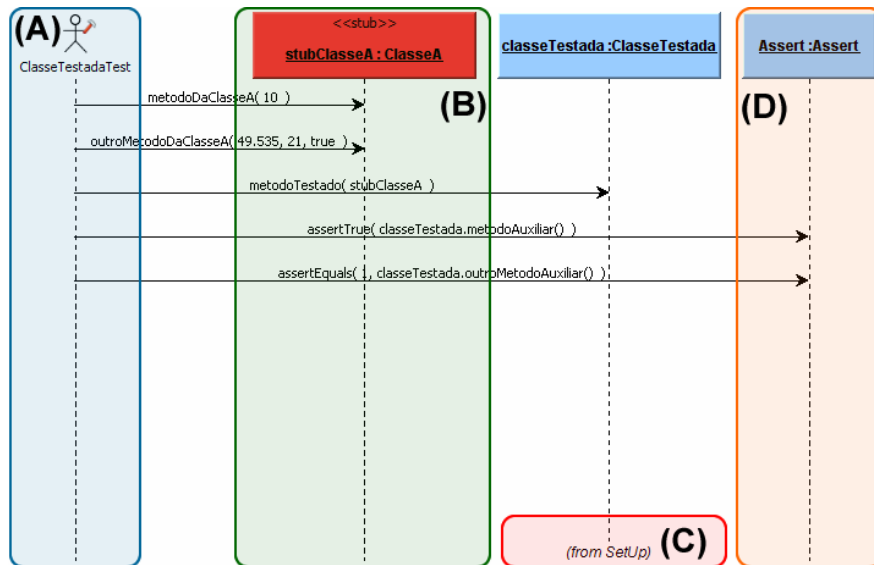 (A)
ClasseTestadaTest
<<stub>>
stubClasseA : ClasseA
classeTestada :ClasseTestada
Assert :Assert
(B)
(D)
metodoDaClasseA( 10 )
outroMetodoDaClasseA( 49.535, 21, true )
metodoTestado( stubClasseA )
assertTrue( classeTestada.metodoAuxiliar() )
assertEquals( 1, classeTestada.outroMetodoAuxiliar() )
(from SetUp)
(C)